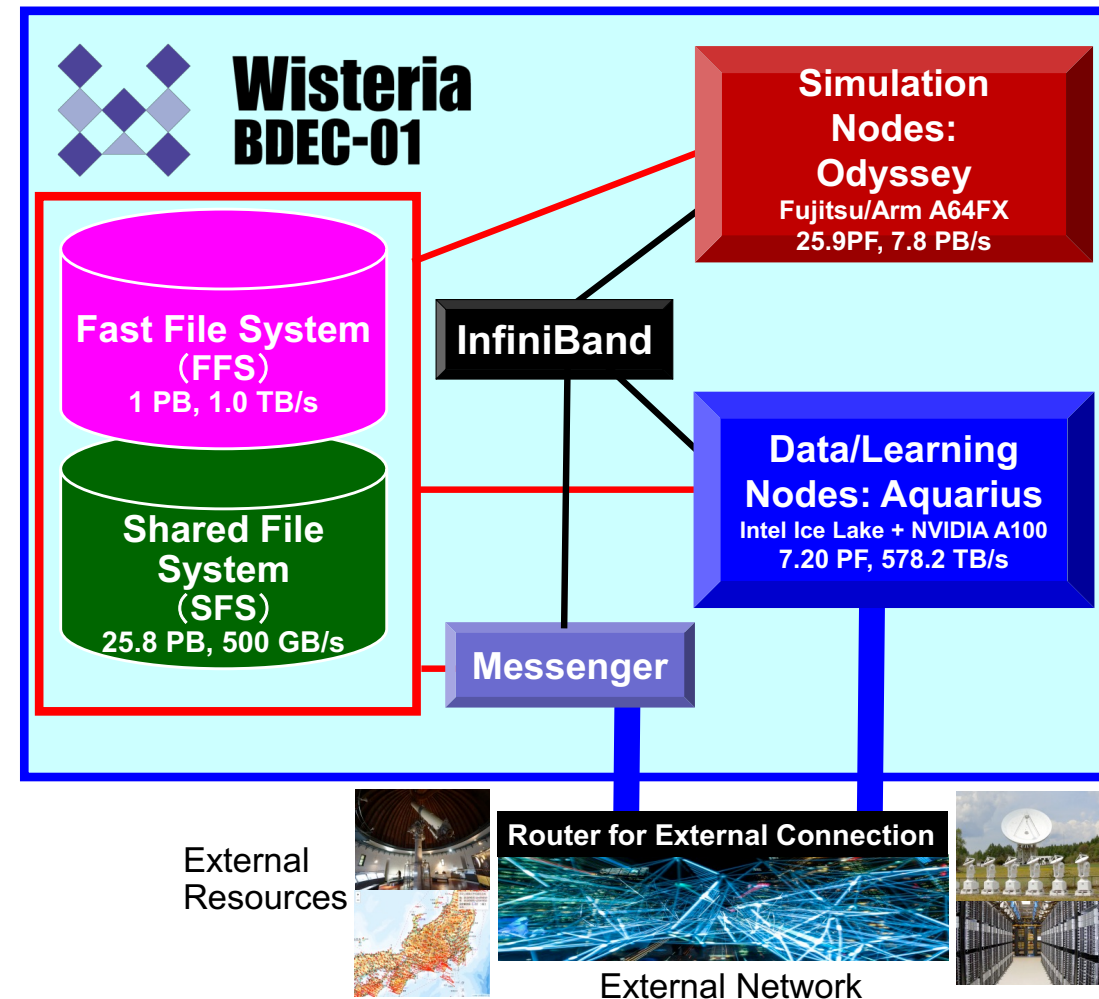 Wisteria
BDEC-01
Simulation
Nodes:
Odyssey
Fujitsu/Arm A64FX
25.9PF, 7.8 PB/s
Fast File System
（FFS）
1 PB, 1.0 TB/s
InfiniBand
Data/Learning
Nodes: Aquarius
Intel Ice Lake + NVIDIA A100
7.20 PF, 578.2 TB/s
Shared File
System
（SFS）
25.8 PB, 500 GB/s
Messenger
Router for External Connection
External
Resources
External Network